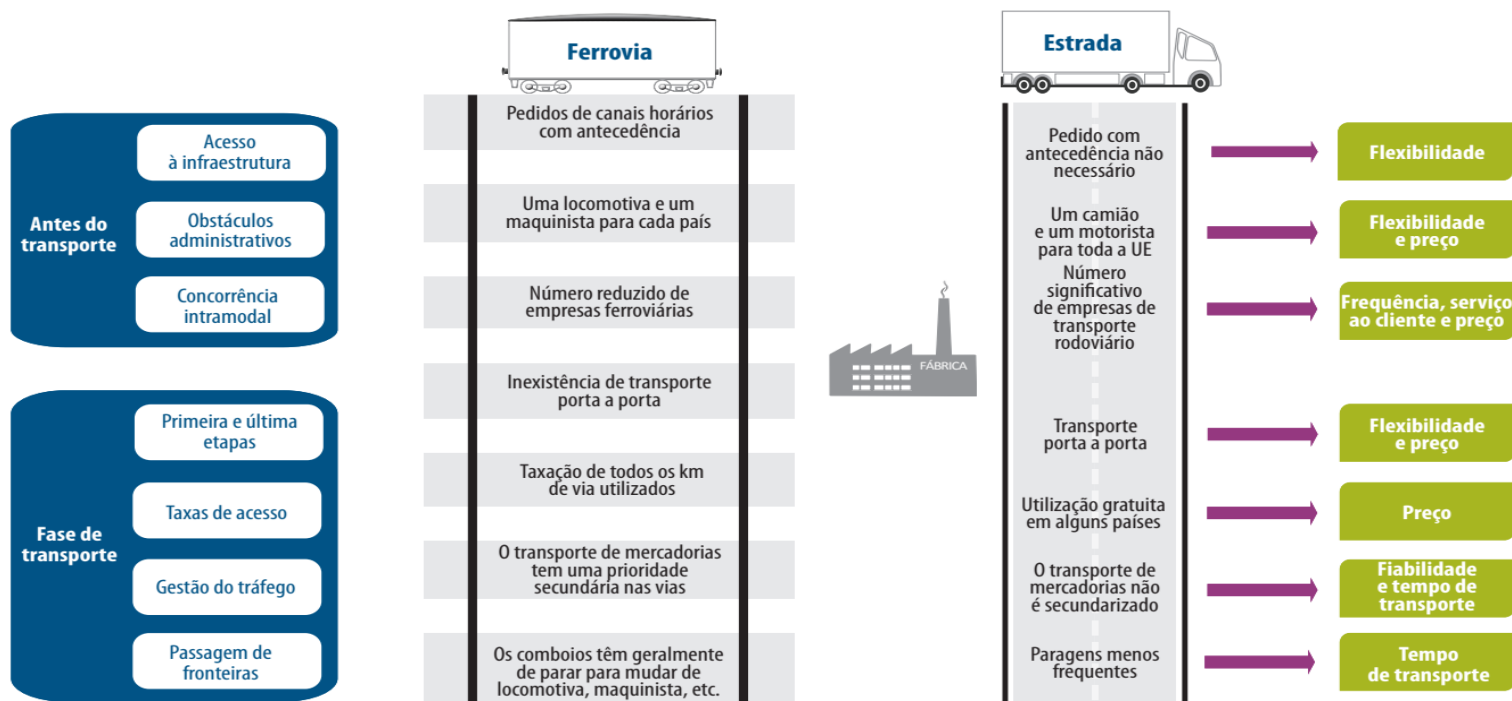 Ferrovia
Estrada
Antes do
transporte
Acesso
à infraestrutura
Pedidos de canais horários
com antecedência
Pedido com
antecedência não
necessário
Flexibilidade
Obstáculos
administrativos
Uma locomotiva e um
maquinista para cada país
Um camião
e um motorista
para toda a UE
Flexibilidade
e preço
Concorrência
intramodal
Número reduzido de
empresas ferroviárias
Número
significativo
de empresas de
transporte
rodoviário
Frequência, serviço
ao cliente e preço
FÁBRICA
Fase de
transporte
Primeira e última
etapas
Inexistência de transporte
porta a porta
Transporte
porta a porta
Flexibilidade
e preço
Taxas de acesso
Taxação de todos os km
de via utilizados
Utilização gratuita
em alguns países
Preço
Gestão do tráfego
O transporte de mercadorias
tem uma prioridade
secundária nas vias
O transporte de
mercadorias não
é secundarizado
Fiabilidade
e tempo de
transporte
Passagem de
fronteiras
Os comboios têm geralmente
de parar para mudar de
locomotiva, maquinista, etc.
Paragens menos
frequentes
Tempo
de transporte